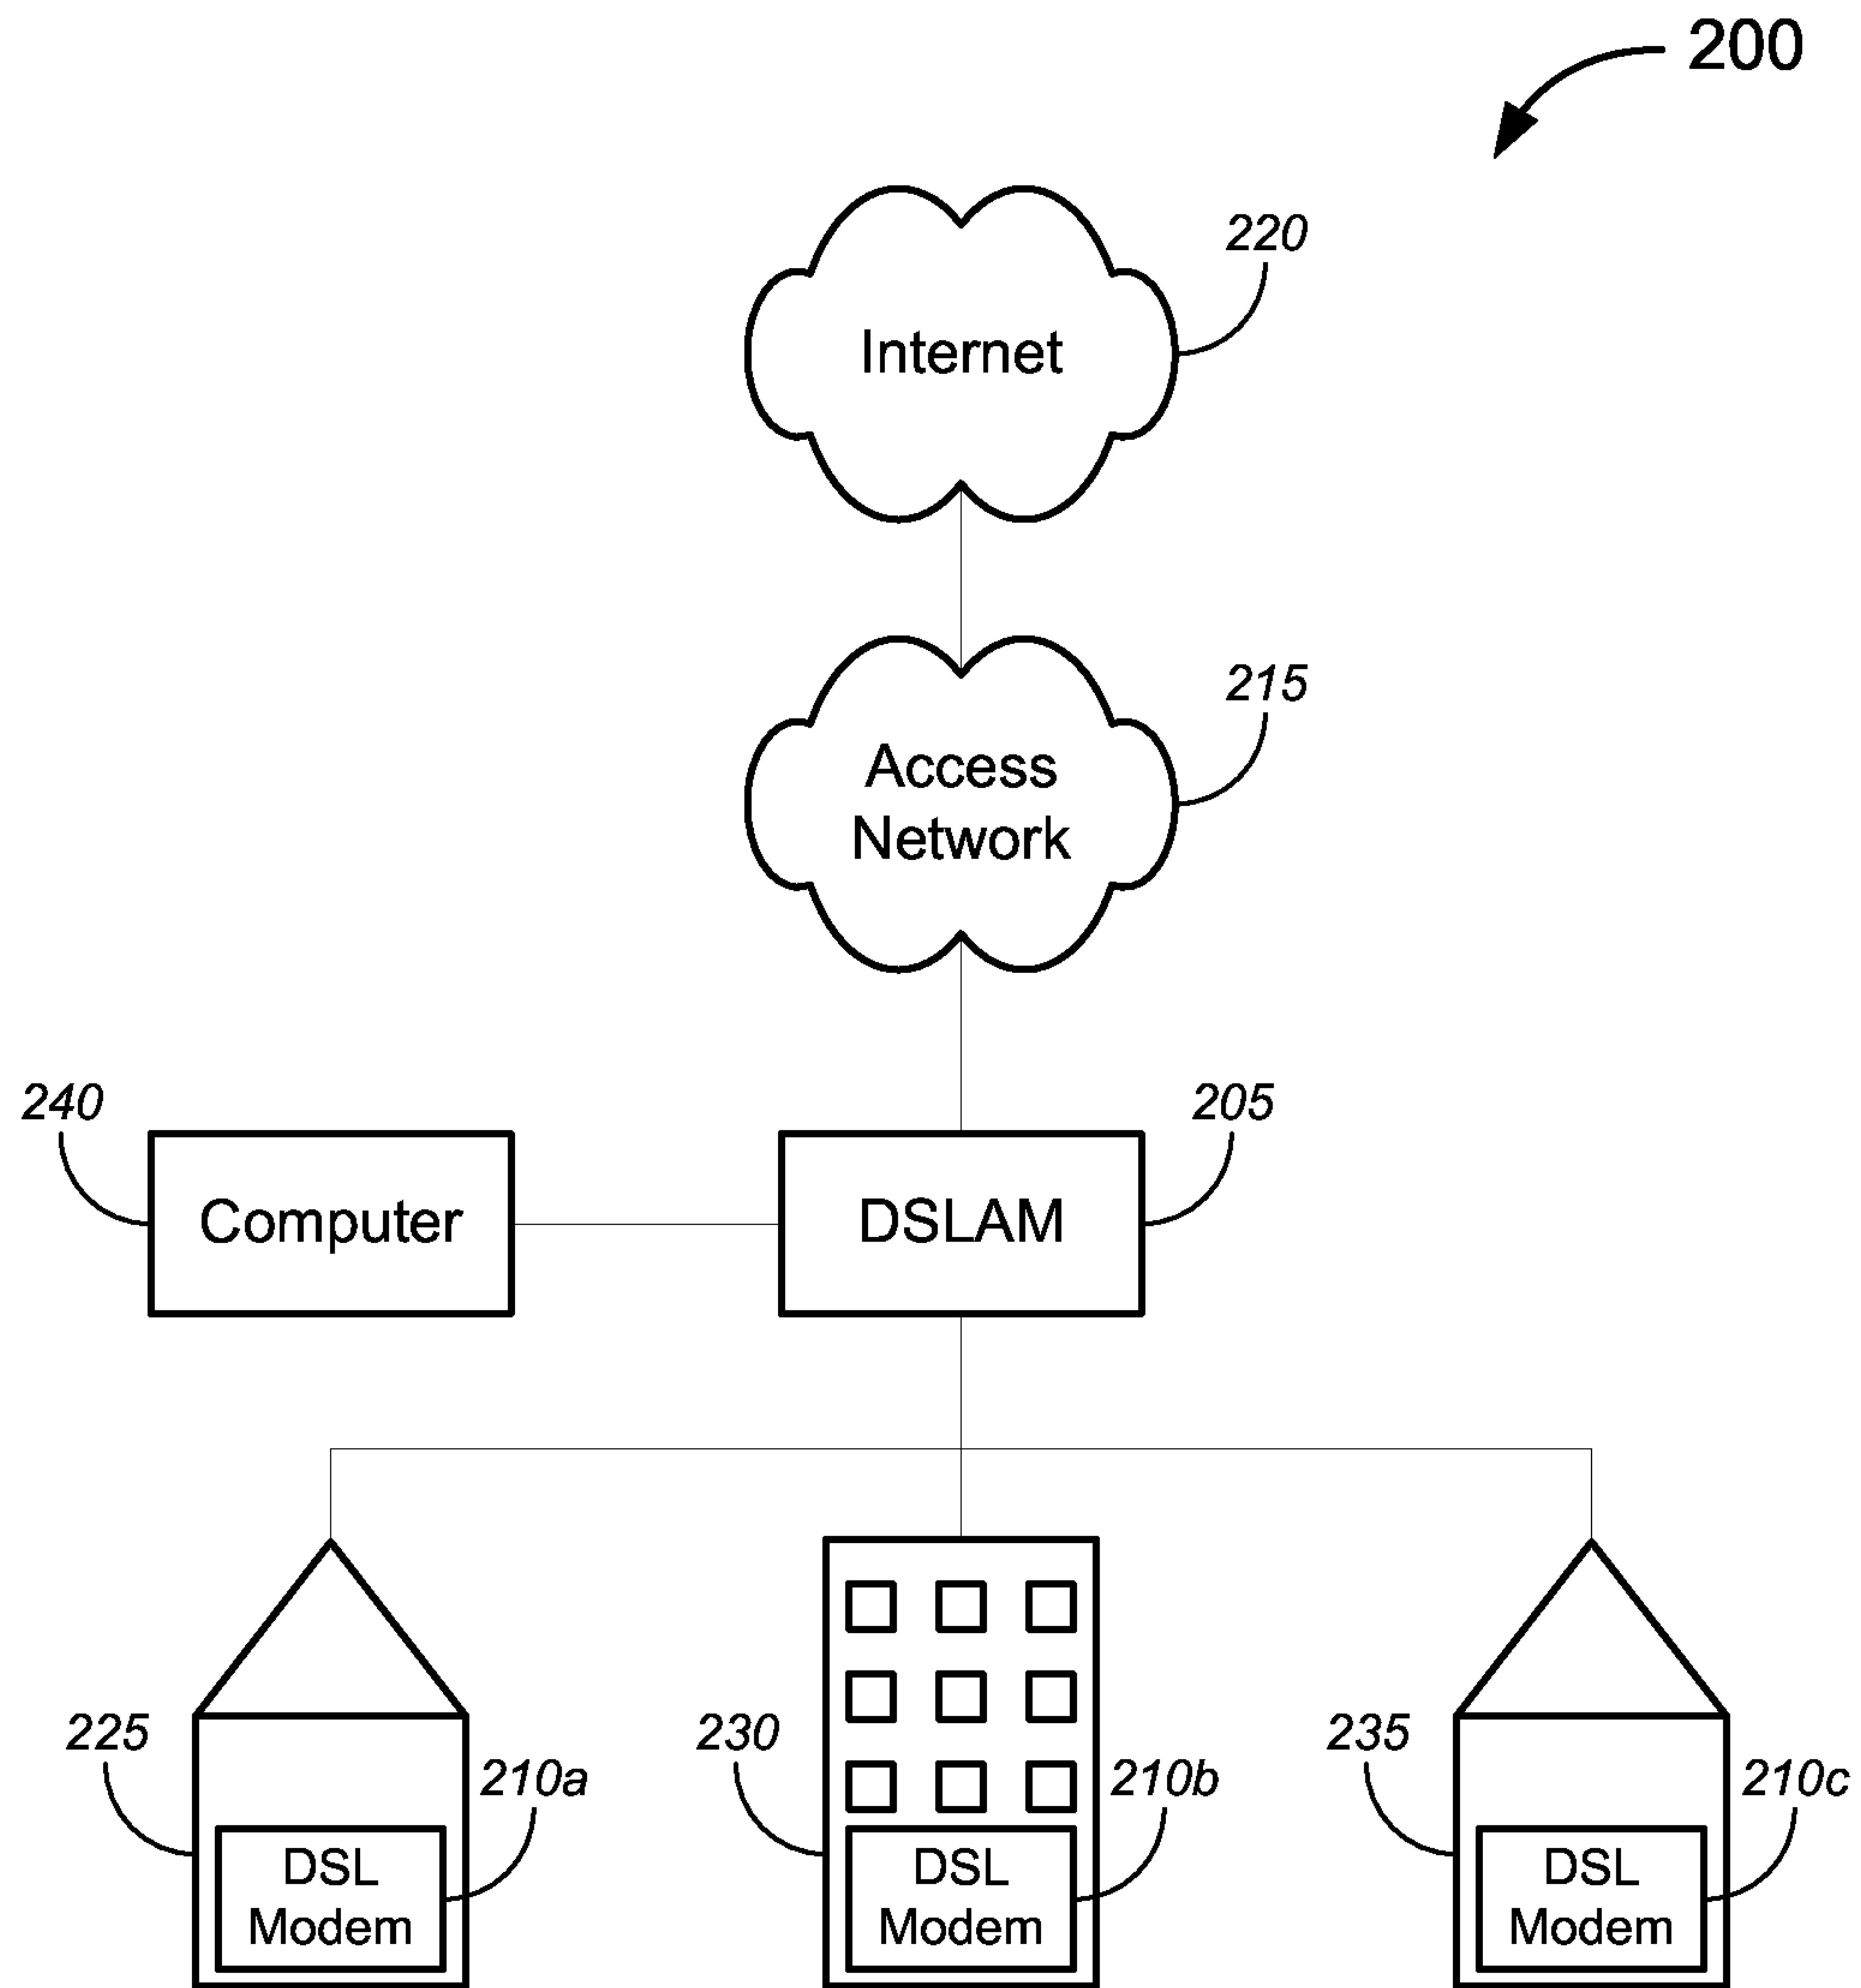 200
220
Internet
215
Access
Network
240
205
Computer
DSLAM
225
230
235
210a
210b
210c
DSL
Modem
DSL
Modem
DSL
Modem